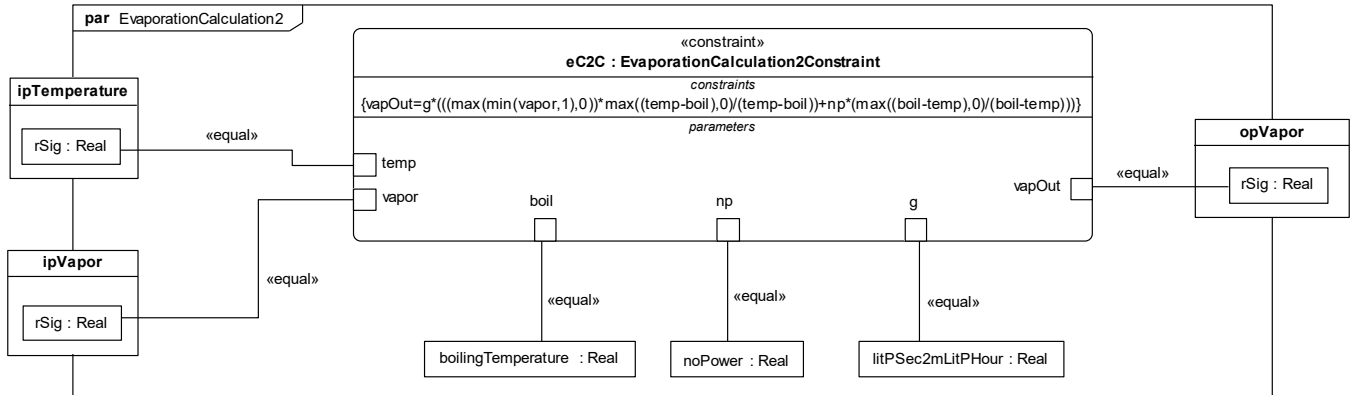 par EvaporationCalculation2
«constraint»
eC2C : EvaporationCalculation2Constraint
constraints
{vapOut=g*(((max(min(vapor,1),0))*max((temp-boil),0)/(temp-boil))+np*(max((boil-temp),0)/(boil-temp)))}
parameters
ipTemperature
rSig : Real
«equal»
temp
vapor
boil
np
g
vapOut
«equal»
opVapor
rSig : Real
ipVapor
rSig : Real
«equal»
«equal»
«equal»
«equal»
boilingTemperature : Real
noPower : Real
litPSec2mLitPHour : Real